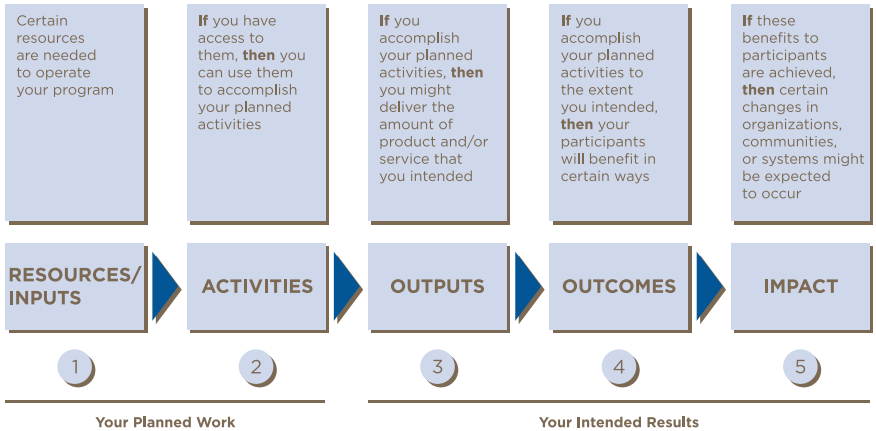 Certain
resources
are needed
to operate
your program
If you have
access to
them, then you
can use them
to accomplish
your planned
activities
If you
accomplish
your planned
activities, then
you might
deliver the
amount of
product and/or
service that
you intended
If you
accomplish
your planned
activities to
the extent
you intended,
then your
participants
will benefit in
certain ways
If these
benefits to
participants
are achieved,
then certain
changes in
organizations,
communities,
or systems might
be expected
to occur
RESOURCES/
INPUTS
ACTIVITIES
OUTPUTS
OUTCOMES
IMPACT
1
2
3
4
5
Your Planned Work
Your Intended Results